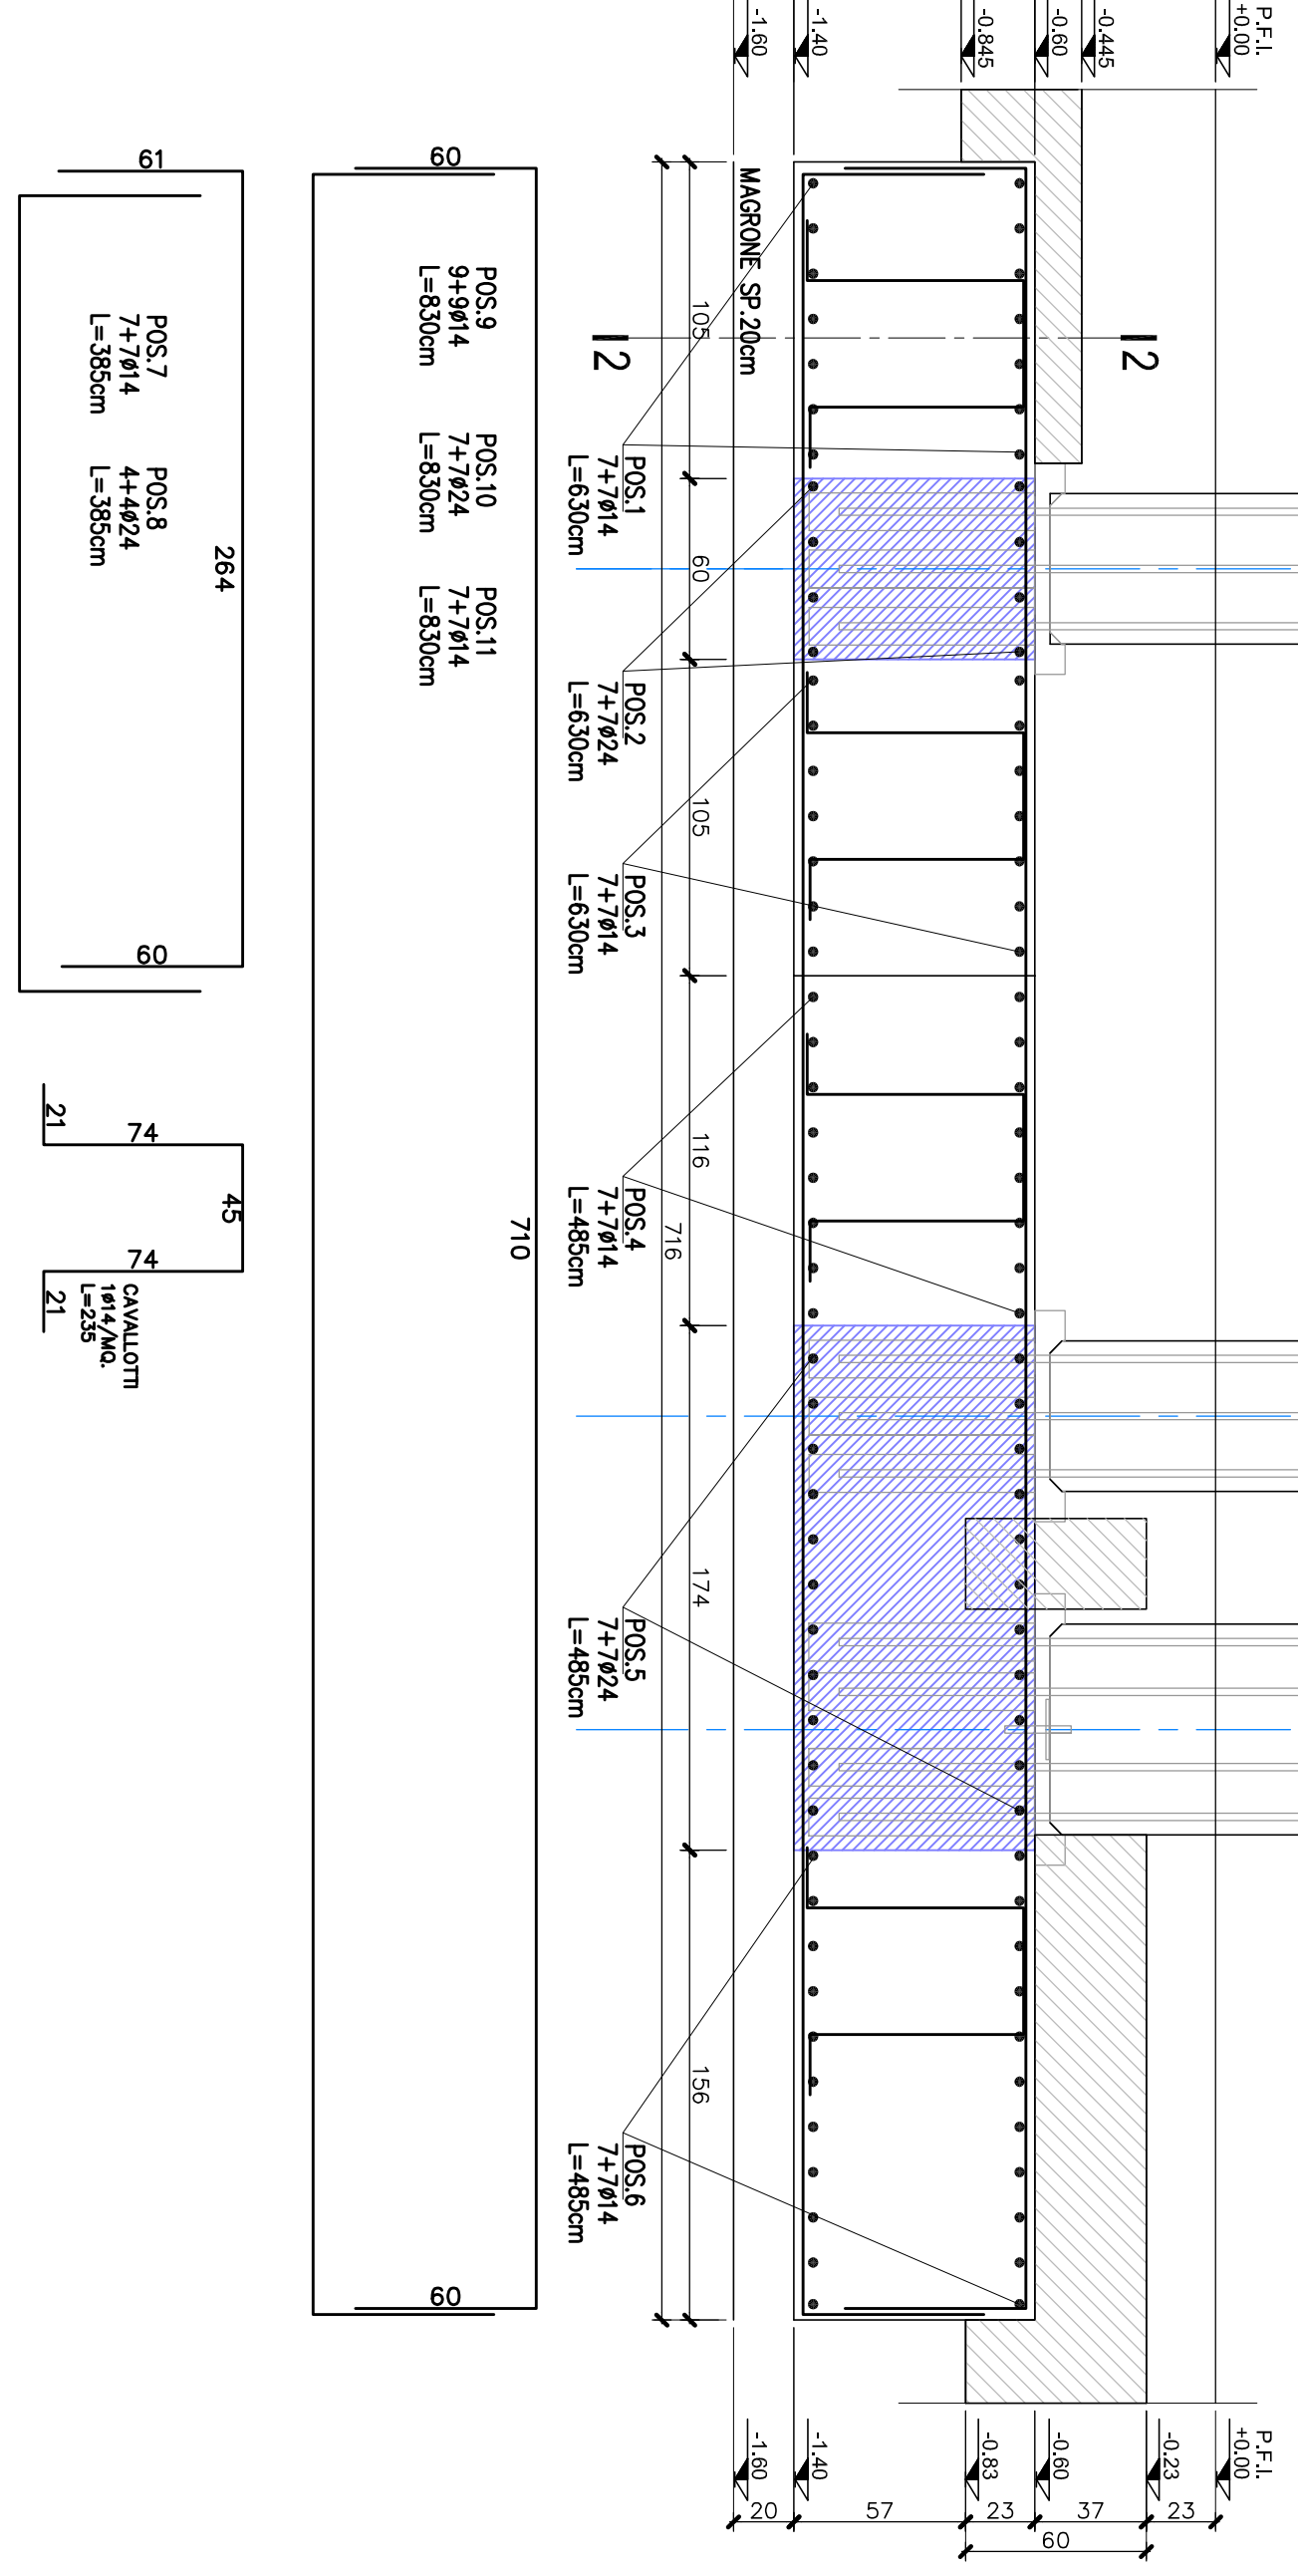 P.F.I.
+0.00
-0.445
-0.60
-0.845
-1.40
-1.60
2
2
MAGRONE SP.20cm
105
60
105
116
174
156
716
POS.1
7+7ø14
L=630cm
POS.2
7+7ø24
L=630cm
POS.3
7+7ø14
L=630cm
POS.4
7+7ø14
L=485cm
POS.5
7+7ø24
L=485cm
POS.6
7+7ø14
L=485cm
P.F.I.
+0.00
-0.23
-0.60
-0.83
-1.40
-1.60
23
37
23
57
20
60
60
710
60
POS.9
9+9ø14
L=830cm
POS.10
7+7ø24
L=830cm
POS.11
7+7ø14
L=830cm
61
264
60
POS.7
7+7ø14
L=385cm
POS.8
4+4ø24
L=385cm
21
74
45
74
21
CAVALLOTTI
1ø14/MQ.
L=235